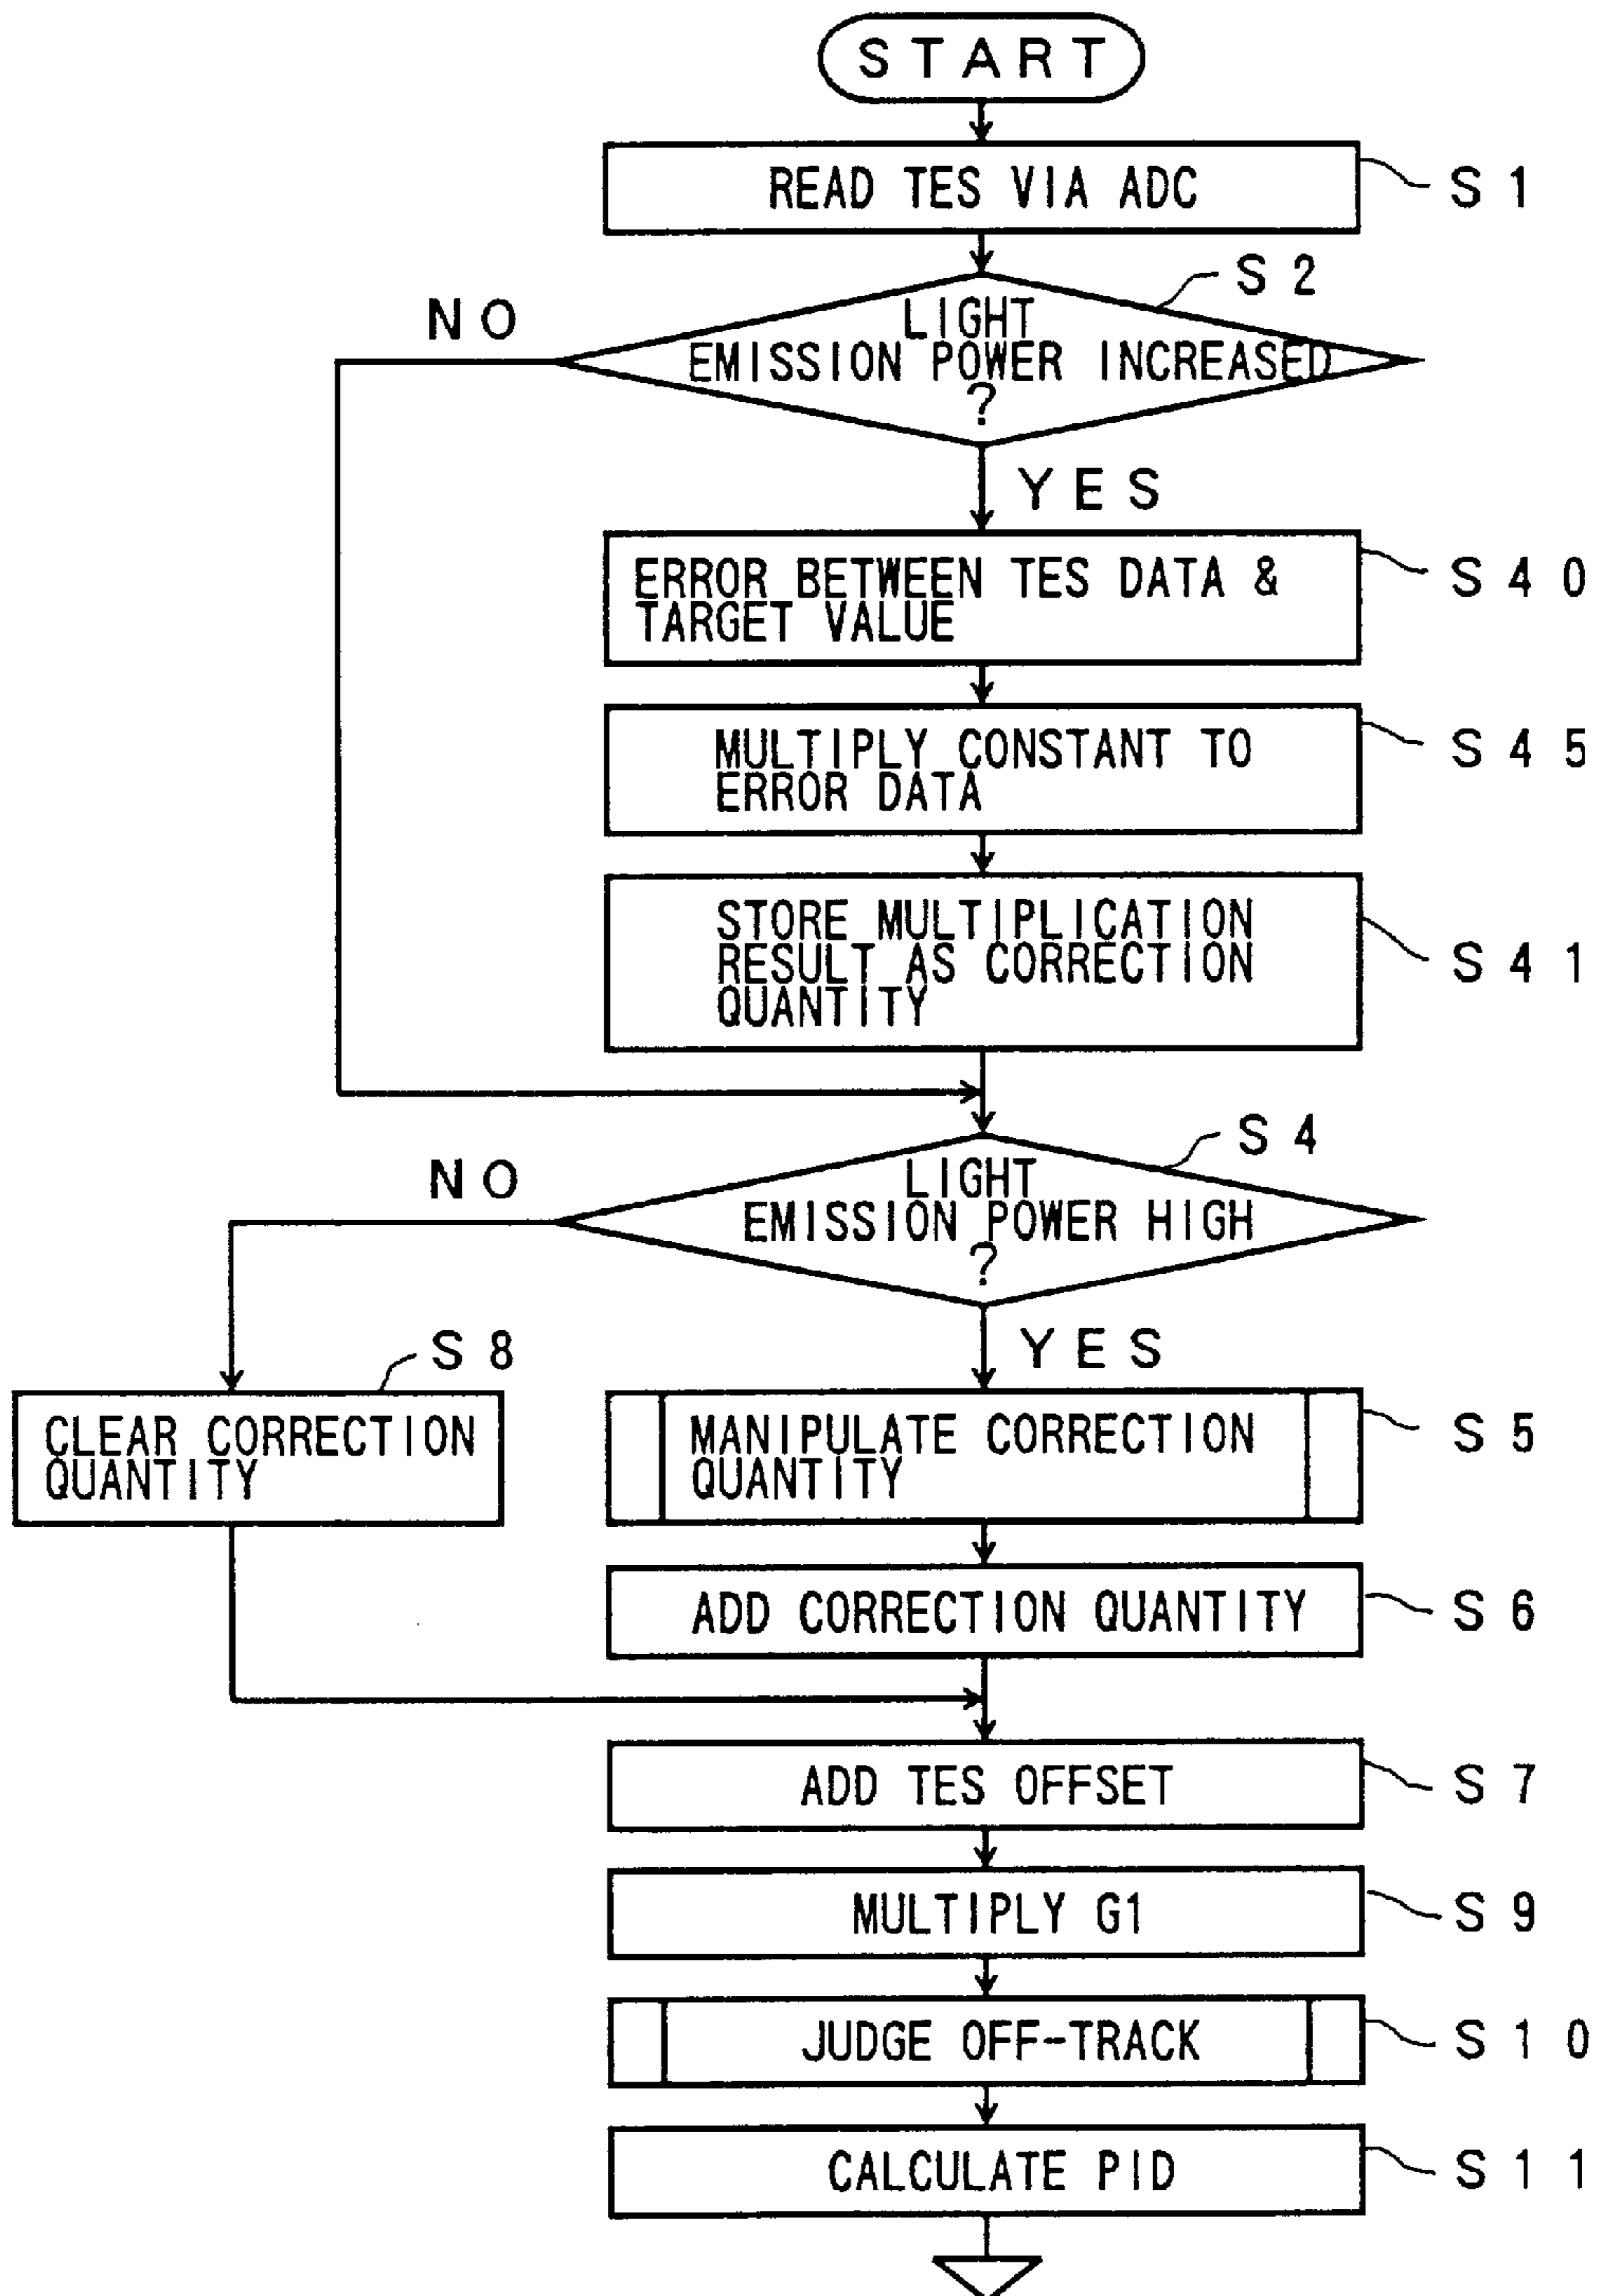 START
READ TES VIA ADC
S1
S2
NO
LIGHT
EMISSION POWER INCREASED
?
YES
ERROR BETWEEN TES DATA &
TARGET VALUE
S40
MULTIPLY CONSTANT TO
ERROR DATA
S45
STORE MULTIPLICATION
RESULT AS CORRECTION
QUANTITY
S41
S4
NO
LIGHT
EMISSION POWER HIGH
?
YES
S8
CLEAR CORRECTION
QUANTITY
MANIPULATE CORRECTION
QUANTITY
S5
ADD CORRECTION QUANTITY
S6
ADD TES OFFSET
S7
MULTIPLY G1
S9
JUDGE OFF-TRACK
S10
CALCULATE PID
S11